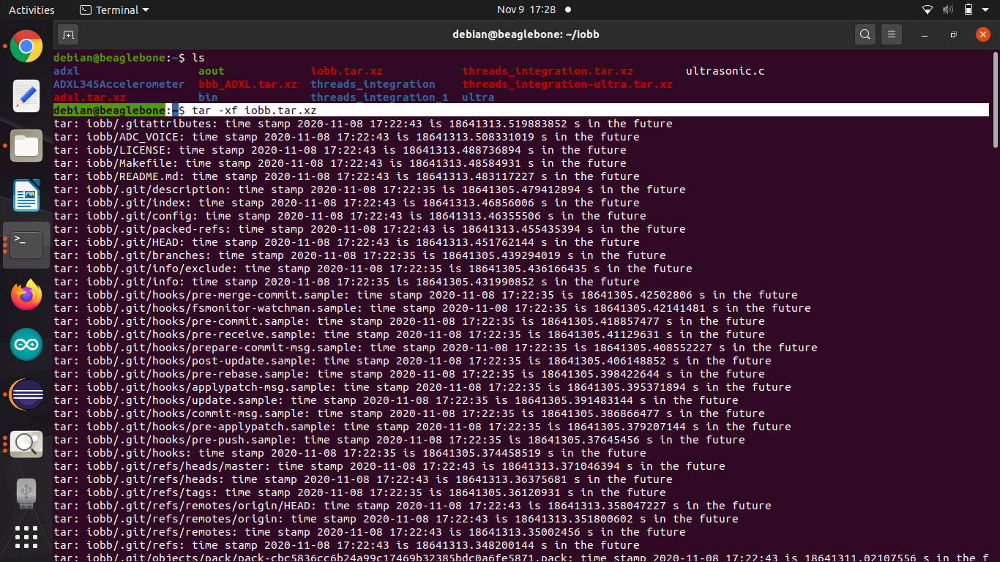 Activities Terminal Nov 9 17:28
debian@beaglebone: ~/iobb
debian@beaglebone:~$ ls
adxl aout iobb.tar.xz threads_integration.tar.xz ultrasonic.c
ADXL345Accelerometer bbb_ADXL.tar.xz threads_integration threads_integration-ultra.tar.xz
adxl.tar.xz bin threads_integration_1 ultra
debian@beaglebone:~$ tar -xf iobb.tar.xz
tar: iobb/.gitattributes: time stamp 2020-11-08 17:22:43 is 18641313.519883852 s in the future
tar: iobb/ADC_VOICE: time stamp 2020-11-08 17:22:43 is 18641313.508331019 s in the future
tar: iobb/LICENSE: time stamp 2020-11-08 17:22:43 is 18641313.488736894 s in the future
tar: iobb/Makefile: time stamp 2020-11-08 17:22:43 is 18641313.48584931 s in the future
tar: iobb/README.md: time stamp 2020-11-08 17:22:43 is 18641313.483117227 s in the future
tar: iobb/.git/description: time stamp 2020-11-08 17:22:35 is 18641305.479412894 s in the future
tar: iobb/.git/index: time stamp 2020-11-08 17:22:43 is 18641313.46856006 s in the future
tar: iobb/.git/config: time stamp 2020-11-08 17:22:43 is 18641313.46355506 s in the future
tar: iobb/.git/packed-refs: time stamp 2020-11-08 17:22:43 is 18641313.455435394 s in the future
tar: iobb/.git/HEAD: time stamp 2020-11-08 17:22:43 is 18641313.451762144 s in the future
tar: iobb/.git/branches: time stamp 2020-11-08 17:22:35 is 18641305.439294019 s in the future
tar: iobb/.git/info/exclude: time stamp 2020-11-08 17:22:35 is 18641305.436166435 s in the future
tar: iobb/.git/info: time stamp 2020-11-08 17:22:35 is 18641305.431990852 s in the future
tar: iobb/.git/hooks/pre-merge-commit.sample: time stamp 2020-11-08 17:22:35 is 18641305.42502806 s in the future
tar: iobb/.git/hooks/fsmonitor-watchman.sample: time stamp 2020-11-08 17:22:35 is 18641305.42141481 s in the future
tar: iobb/.git/hooks/pre-commit.sample: time stamp 2020-11-08 17:22:35 is 18641305.418857477 s in the future
tar: iobb/.git/hooks/pre-receive.sample: time stamp 2020-11-08 17:22:35 is 18641305.41129631 s in the future
tar: iobb/.git/hooks/prepare-commit-msg.sample: time stamp 2020-11-08 17:22:35 is 18641305.408552227 s in the future
tar: iobb/.git/hooks/post-update.sample: time stamp 2020-11-08 17:22:35 is 18641305.406148852 s in the future
tar: iobb/.git/hooks/pre-rebase.sample: time stamp 2020-11-08 17:22:35 is 18641305.398422644 s in the future
tar: iobb/.git/hooks/applypatch-msg.sample: time stamp 2020-11-08 17:22:35 is 18641305.395371894 s in the future
tar: iobb/.git/hooks/update.sample: time stamp 2020-11-08 17:22:35 is 18641305.391483144 s in the future
tar: iobb/.git/hooks/commit-msg.sample: time stamp 2020-11-08 17:22:35 is 18641305.386866477 s in the future
tar: iobb/.git/hooks/pre-applypatch.sample: time stamp 2020-11-08 17:22:35 is 18641305.379207144 s in the future
tar: iobb/.git/hooks/pre-push.sample: time stamp 2020-11-08 17:22:35 is 18641305.37645456 s in the future
tar: iobb/.git/hooks: time stamp 2020-11-08 17:22:35 is 18641305.374458519 s in the future
tar: iobb/.git/refs/heads/master: time stamp 2020-11-08 17:22:43 is 18641313.371046394 s in the future
tar: iobb/.git/refs/heads: time stamp 2020-11-08 17:22:43 is 18641313.36375681 s in the future
tar: iobb/.git/refs/tags: time stamp 2020-11-08 17:22:35 is 18641305.36120931 s in the future
tar: iobb/.git/refs/remotes/origin/HEAD: time stamp 2020-11-08 17:22:43 is 18641313.358047227 s in the future
tar: iobb/.git/refs/remotes/origin: time stamp 2020-11-08 17:22:43 is 18641313.351800602 s in the future
tar: iobb/.git/refs/remotes: time stamp 2020-11-08 17:22:43 is 18641313.35002456 s in the future
tar: iobb/.git/refs: time stamp 2020-11-08 17:22:43 is 18641313.348200144 s in the future
tar: iobb/.git/objects/pack/pack-cbc5836cc6b24a99c17469b32385bdc0a6fe5871.pack: time stamp 2020-11-08 17:22:43 is 18641311.02107556 s in the f